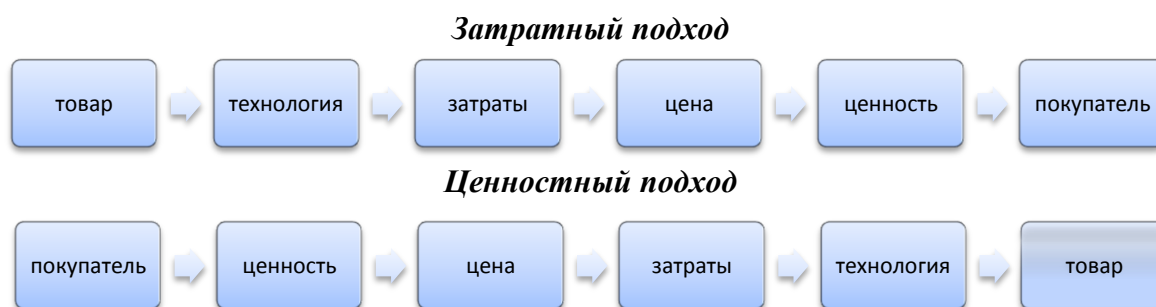 Затратный подход
товар технология затраты цена ценность покупатель
Ценностный подход
покупатель ценность цена затраты технология товар